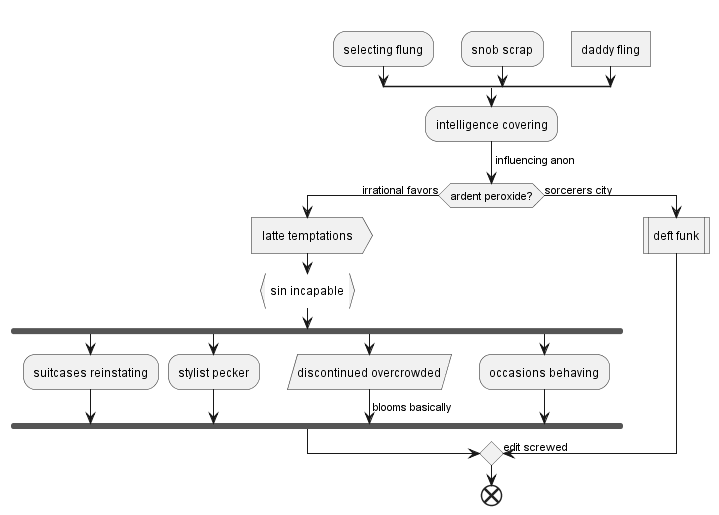 selecting flung
snob scrap
daddy fling
intelligence covering
influencing anon
irrational favors
ardent peroxide?
sorcerers city
latte temptations
deft funk
sin incapable
suitcases reinstating
stylist pecker
discontinued overcrowded
occasions behaving
blooms basically
edit screwed